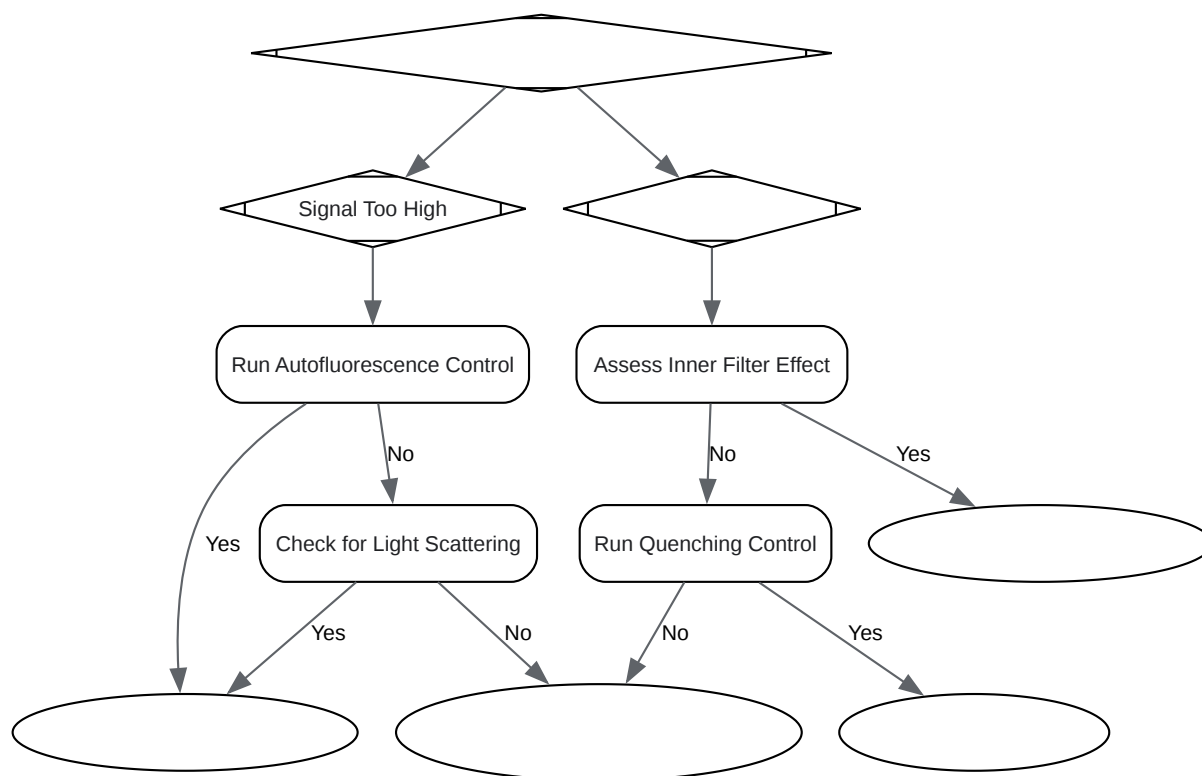 Signal Too High
Run Autofluorescence Control
Assess Inner Filter Effect
No
No
Yes
Yes
Check for Light Scattering
Run Quenching Control
Yes
No
No
Yes